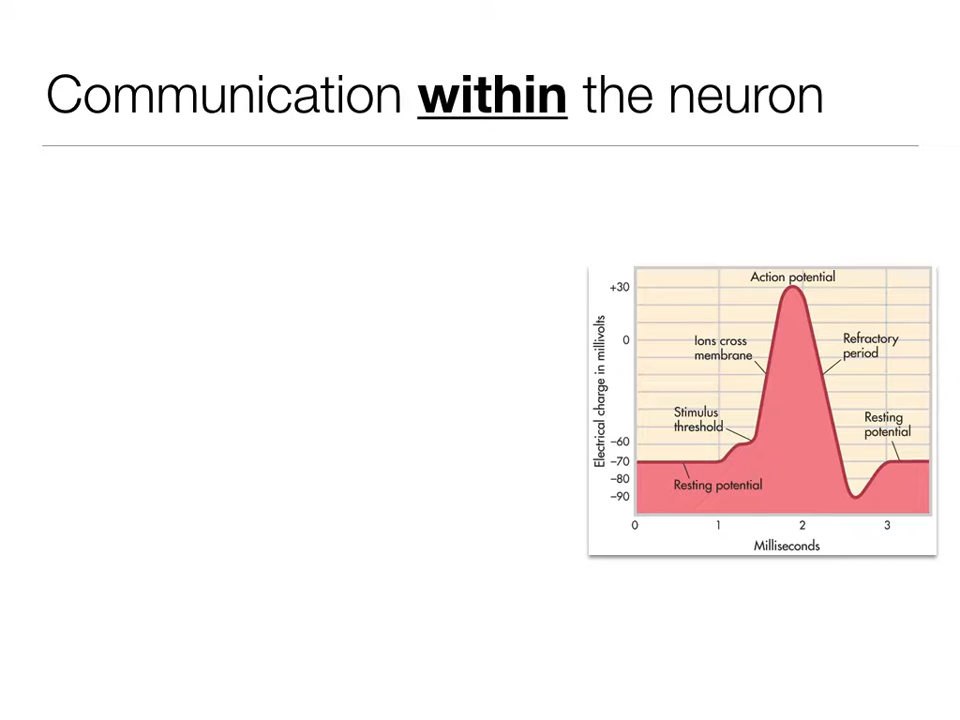 Communication within the neuron
Action potential
+30
0
Ions cross
membrane
Refractory
period
Stimulus
threshold
Resting
potential
Electrical charge in millivolts
–60
–70
–80
–90
Resting potential
0 1 2 3
Milliseconds